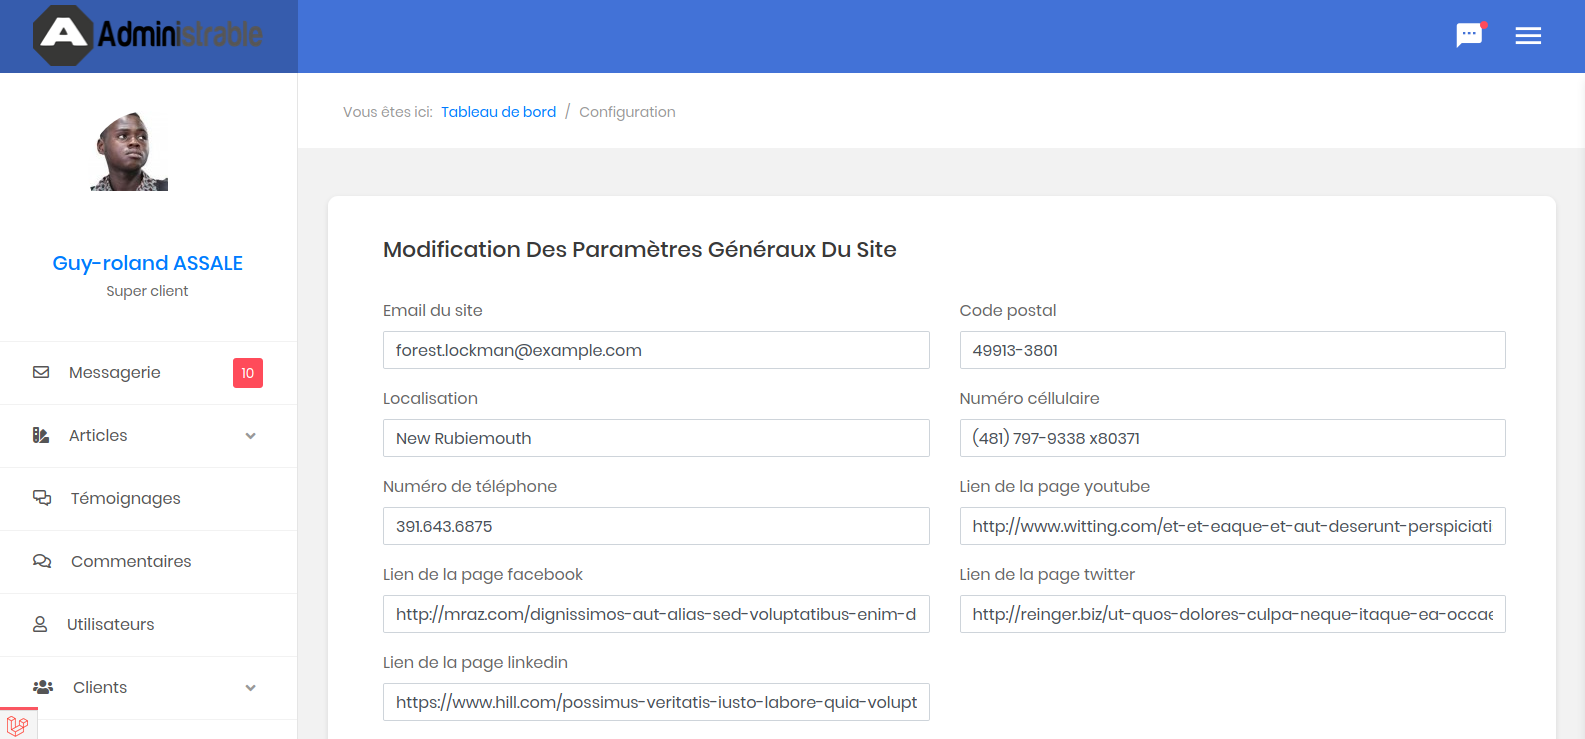 Administrable
Vous êtes ici: Tableau de bord / Configuration
Guy-roland ASSALE
Super client
Messagerie 10
Articles
Témoignages
Commentaires
Utilisateurs
Clients
Modification Des Paramètres Généraux Du Site
Email du site
forest.lockman@example.com
Code postal
49913-3801
Localisation
New Rubiemouth
Numéro céllulaire
(481) 797-9338 x80371
Numéro de téléphone
391.643.6875
Lien de la page youtube
http://www.witting.com/et-et-eaque-et-aut-deserunt-perspiciati
Lien de la page facebook
http://mraz.com/dignissimos-aut-alias-sed-voluptatibus-enim-d
Lien de la page twitter
http://reinger.biz/ut-quos-dolores-culpa-neque-itaque-ea-occae
Lien de la page linkedin
https://www.hill.com/possimus-veritatis-iusto-labore-quia-volupt